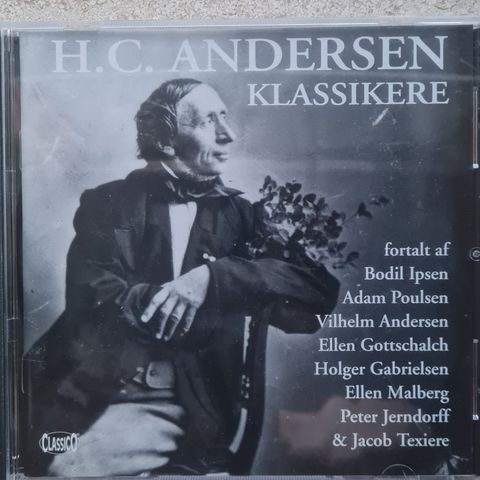 H.C. ANDERSEN
KLASSIKERE
fortalt af
Bodil Ipsen
Adam Poulsen
Vilhelm Andersen
Ellen Gottschalch
Holger Gabrielsen
Ellen Malberg
Peter Jerndorff
& Jacob Texiere
CLASSICO